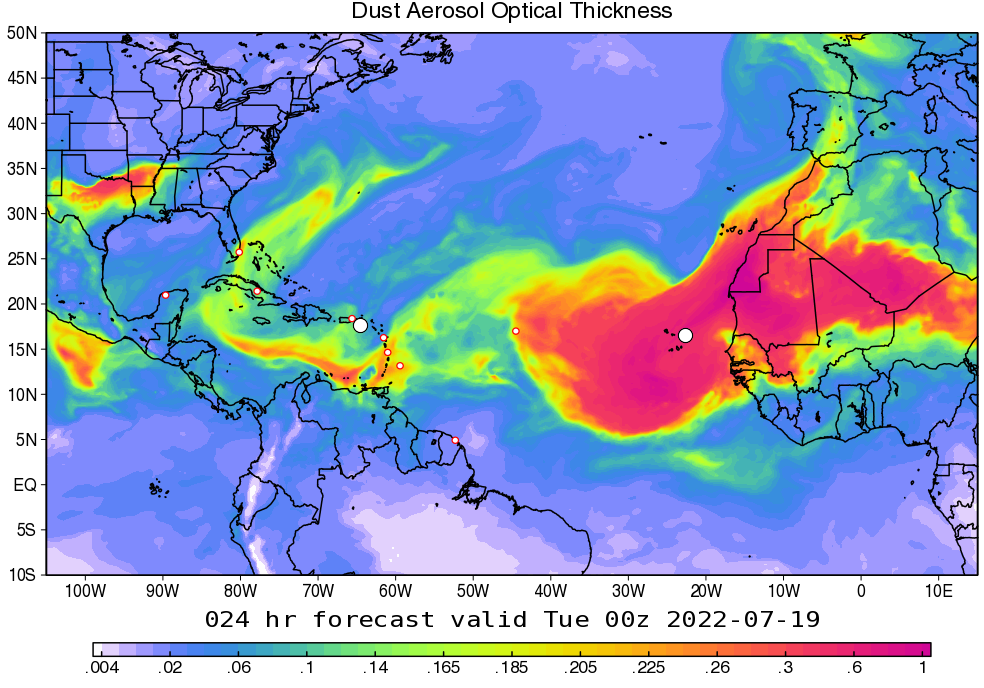 Dust Aerosol Optical Thickness
50N
45N
40N
35N
30N
25N
20N
15N
10N
5N
EQ
5S
10S
100W 90W 80W 70W 60W 50W 40W 30W 20W 10W 0 10E
024 hr forecast valid Tue 00z 2022-07-19
.004 .02 .06 .1 .14 .165 .185 .205 .225 .26 .3 .6 1